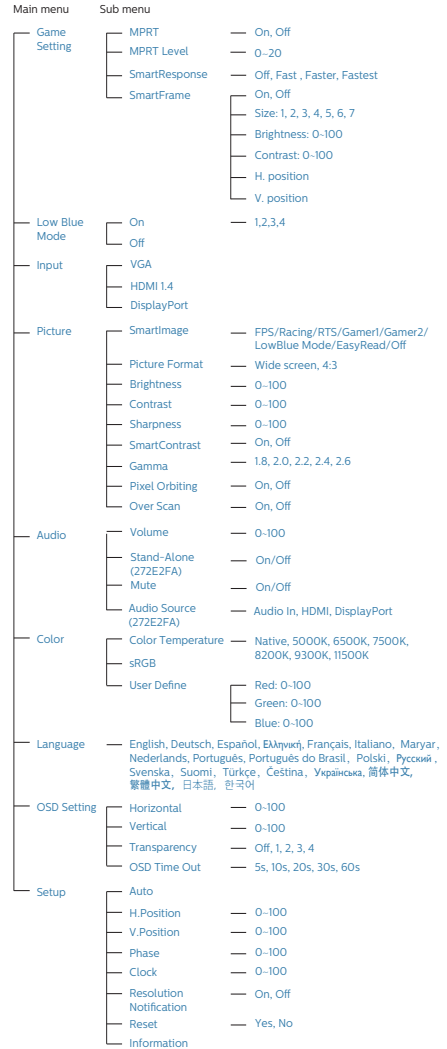 Main menu Sub menu
Game
Setting
MPRT On, Off
MPRT Level 0~20
SmartResponse Off, Fast , Faster, Fastest
SmartFrame On, Off
Size: 1, 2, 3, 4, 5, 6, 7
Brightness: 0~100
Contrast: 0~100
H. position
V. position
Low Blue
Mode
On 1,2,3,4
Off
Input VGA
HDMI 1.4
DisplayPort
Picture SmartImage FPS/Racing/RTS/Gamer1/Gamer2/
LowBlue Mode/EasyRead/Off
Picture Format Wide screen, 4:3
Brightness 0~100
Contrast 0~100
Sharpness 0~100
SmartContrast On, Off
Gamma 1.8, 2.0, 2.2, 2.4, 2.6
Pixel Orbiting On, Off
Over Scan On, Off
Audio Volume 0~100
Stand-Alone
(272E2FA)
On/Off
Mute On/Off
Audio Source
(272E2FA)
Audio In, HDMI, DisplayPort
Color Color Temperature Native, 5000K, 6500K, 7500K,
8200K, 9300K, 11500K
sRGB
User Define Red: 0~100
Green: 0~100
Blue: 0~100
Language English, Deutsch, Español, Ελληνική, Français, Italiano, Maryar,
Nederlands, Português, Português do Brasil, Polski, Русский ,
Svenska, Suomi, Türkçe, Čeština, Українська, 简体中文,
繁體中文, 日本語, 한국어
OSD Setting Horizontal 0~100
Vertical 0~100
Transparency Off, 1, 2, 3, 4
OSD Time Out 5s, 10s, 20s, 30s, 60s
Setup Auto
H.Position 0~100
V.Position 0~100
Phase 0~100
Clock 0~100
Resolution
Notification
On, Off
Reset Yes, No
Information